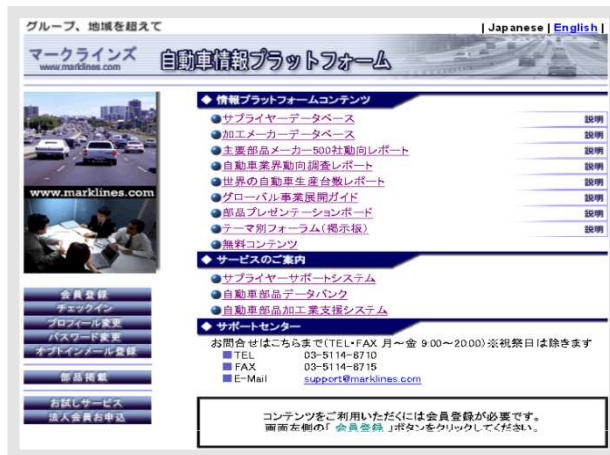 グループ、地域を超えて
| Japanese | English |
マークラインズ
www.marklines.com
自動車情報プラットフォーム
www.marklines.com
会員登録
チェックイン
プロフィール変更
パスワード変更
オプトインメール登録
部品掲載
お試しサービス
法人会員お申込
◆ 情報プラットフォームコンテンツ
サプライヤーデータベース 説明
加工メーカーデータベース 説明
主要部品メーカー500社動向レポート 説明
自動車業界動向調査レポート 説明
世界の自動車生産台数レポート 説明
グローバル事業展開ガイド 説明
部品プレゼンテーションボード 説明
テーマ別フォーラム(掲示板) 説明
無料コンテンツ
◆ サービスのご案内
サプライヤーサポートシステム
自動車部品データバンク
自動車部品加工業支援システム
◆ サポートセンター
お問合せはこちらまで(TEL・FAX 月～金 9:00～20:00)※祝祭日は除きます
TEL 03-5114-8710
FAX 03-5114-8715
E-Mail support@marklines.com
コンテンツをご利用いただくには会員登録が必要です。
画面左側の「 会員登録 」ボタンをクリックしてください。